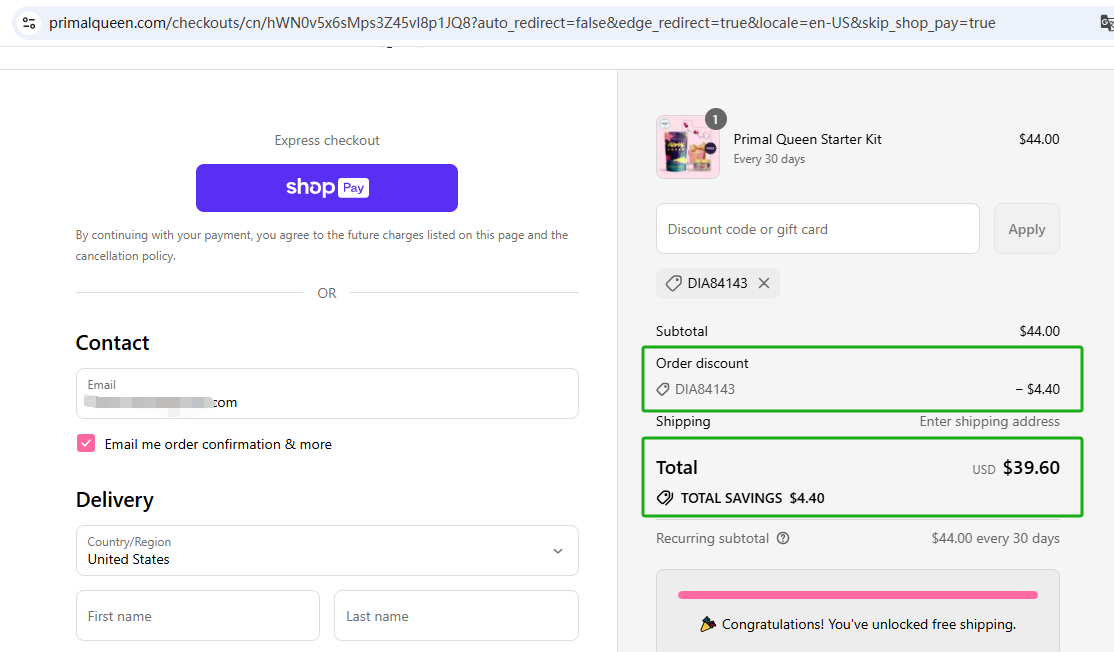 primalqueen.com/checkouts/cn/hWN0v5x6sMps3Z45vI8p1JQ8?auto_redirect=false&edge_redirect=true&locale=en-US&skip_shop_pay=true
Express checkout
shop Pay
By continuing with your payment, you agree to the future charges listed on this page and the
cancellation policy.
OR
Contact
Email
com
Email me order confirmation & more
Delivery
Country/Region
United States
First name
Last name
1
Primal Queen Starter Kit
$44.00
Every 30 days
Discount code or gift card
Apply
DIA84143
Subtotal
$44.00
Order discount
DIA84143
− $4.40
Shipping
Enter shipping address
Total
USD $39.60
TOTAL SAVINGS $4.40
Recurring subtotal
$44.00 every 30 days
Congratulations! You've unlocked free shipping.